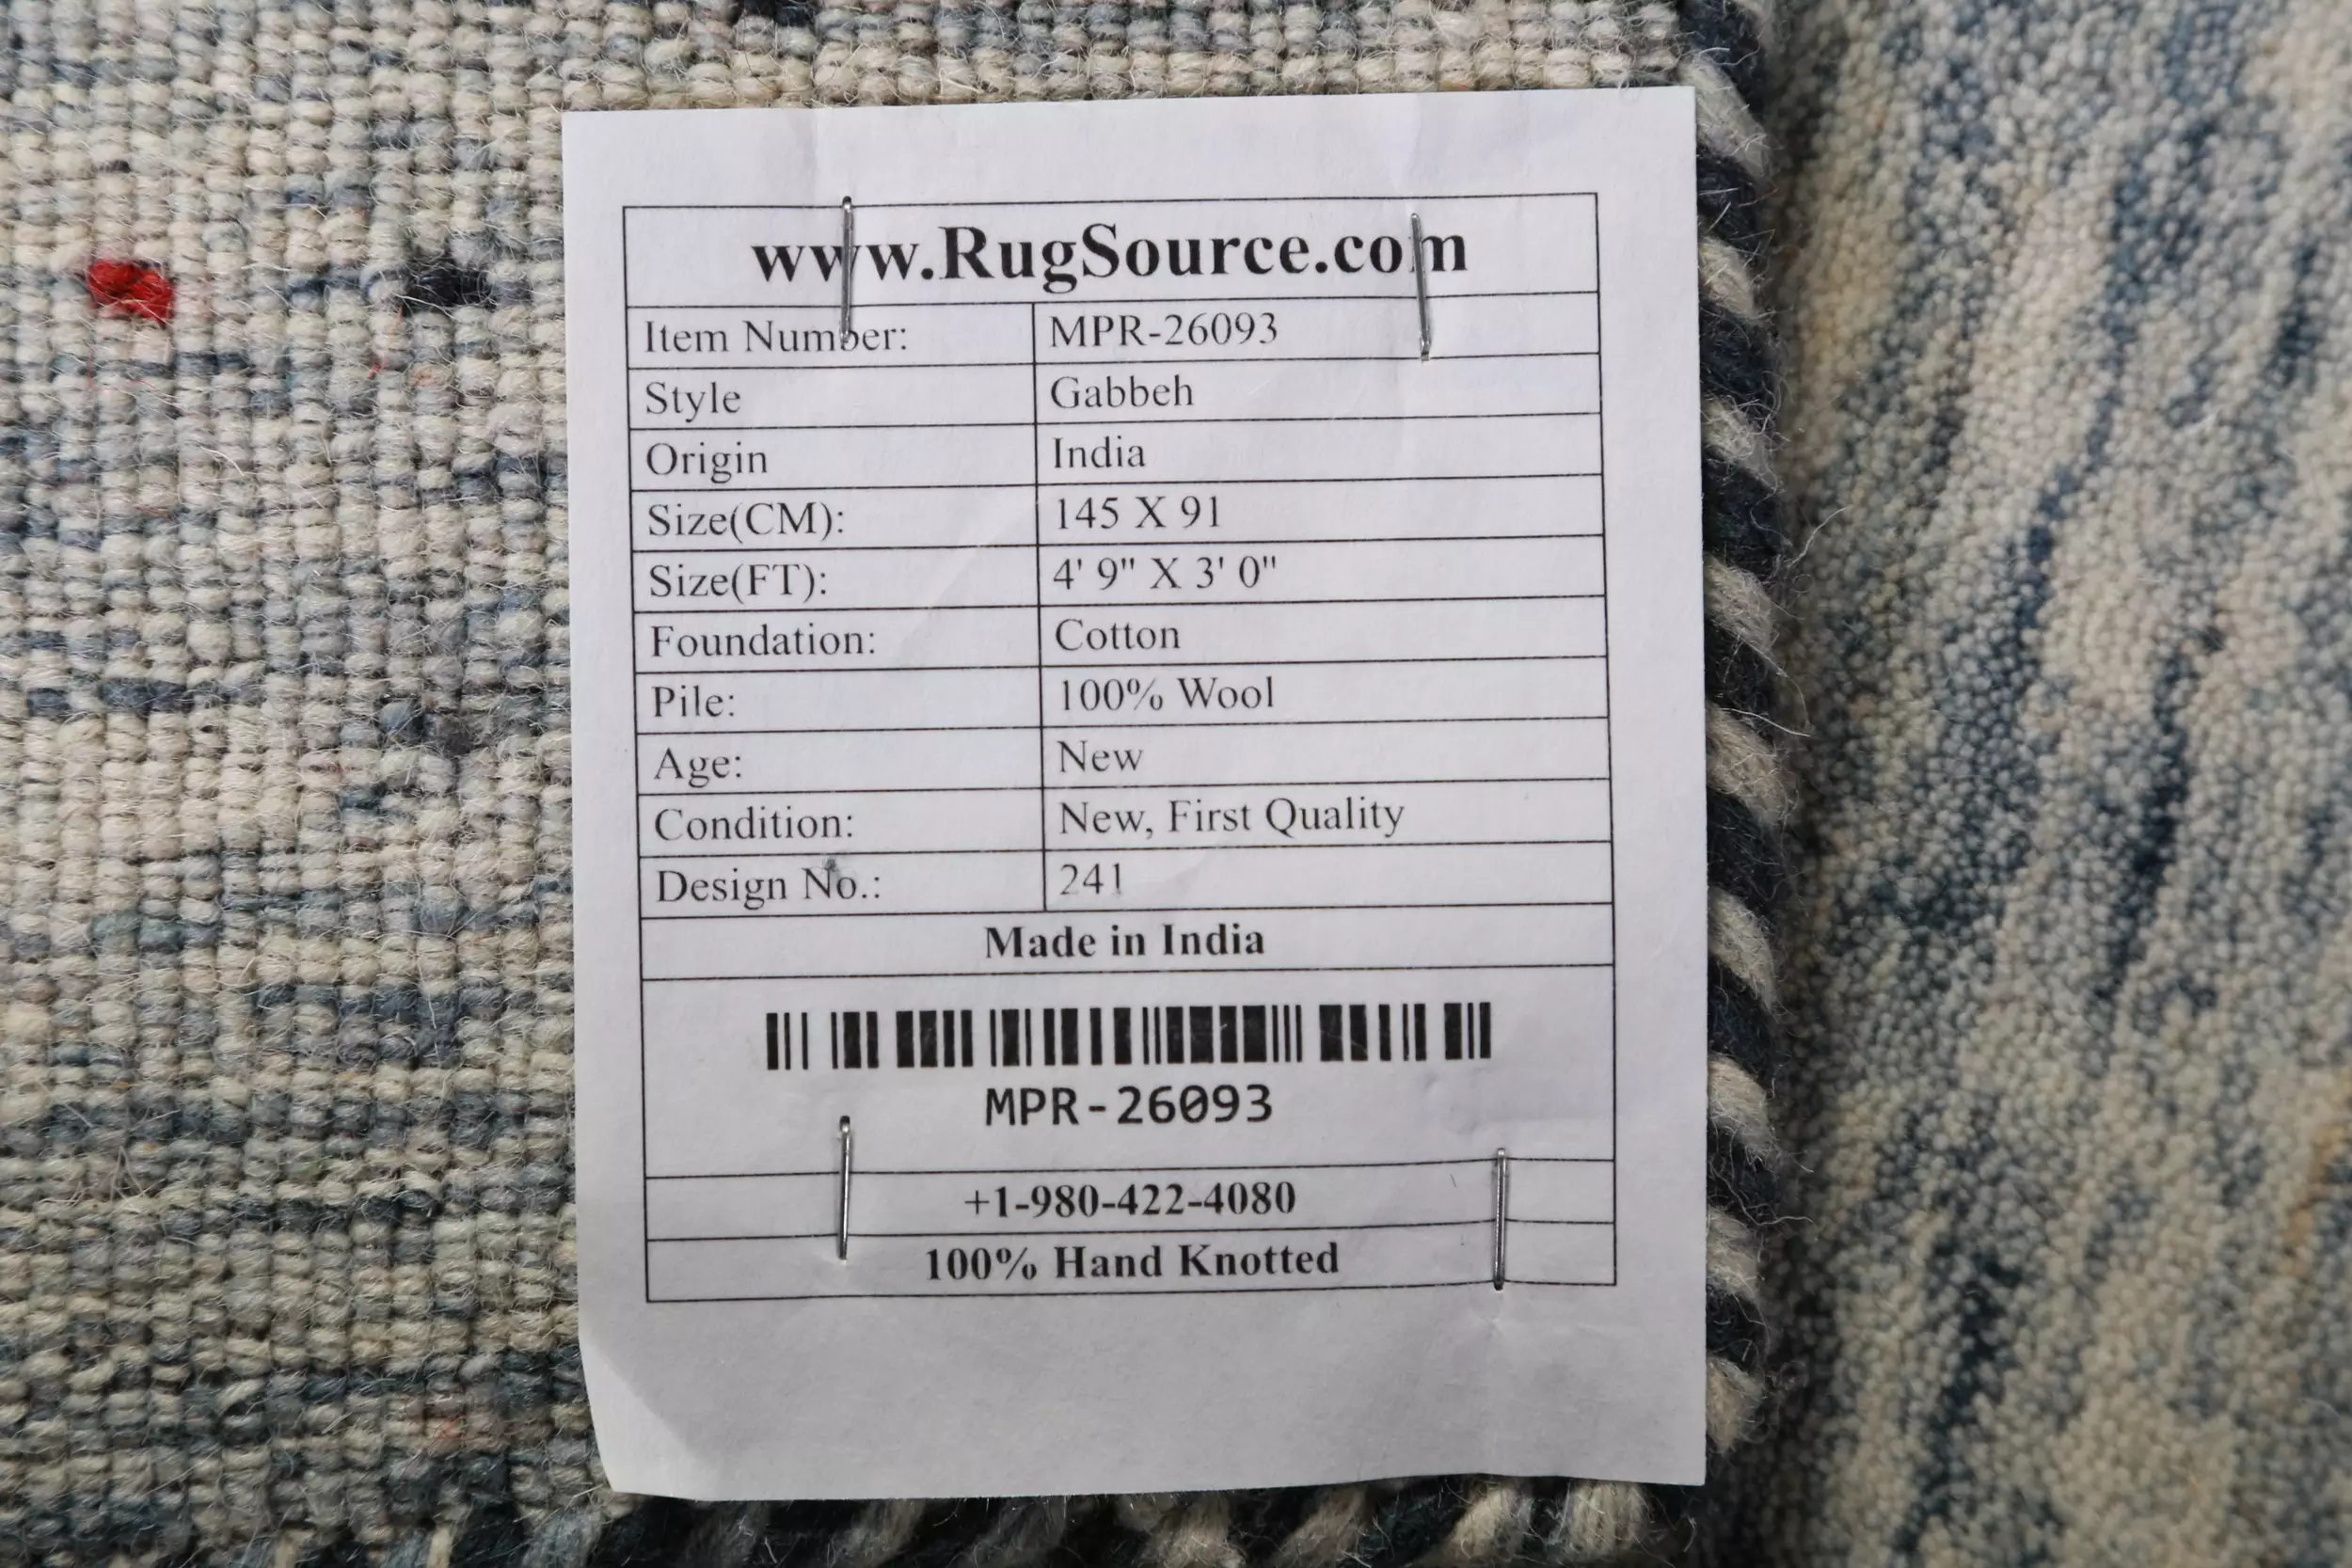 www.RugSource.com
Item Number: MPR-26093
Style Gabbeh
Origin India
Size(CM): 145 X 91
Size(FT): 4' 9" X 3' 0"
Foundation: Cotton
Pile: 100% Wool
Age: New
Condition: New, First Quality
Design No.: 241
Made in India
MPR-26093
+1-980-422-4080
100% Hand Knotted